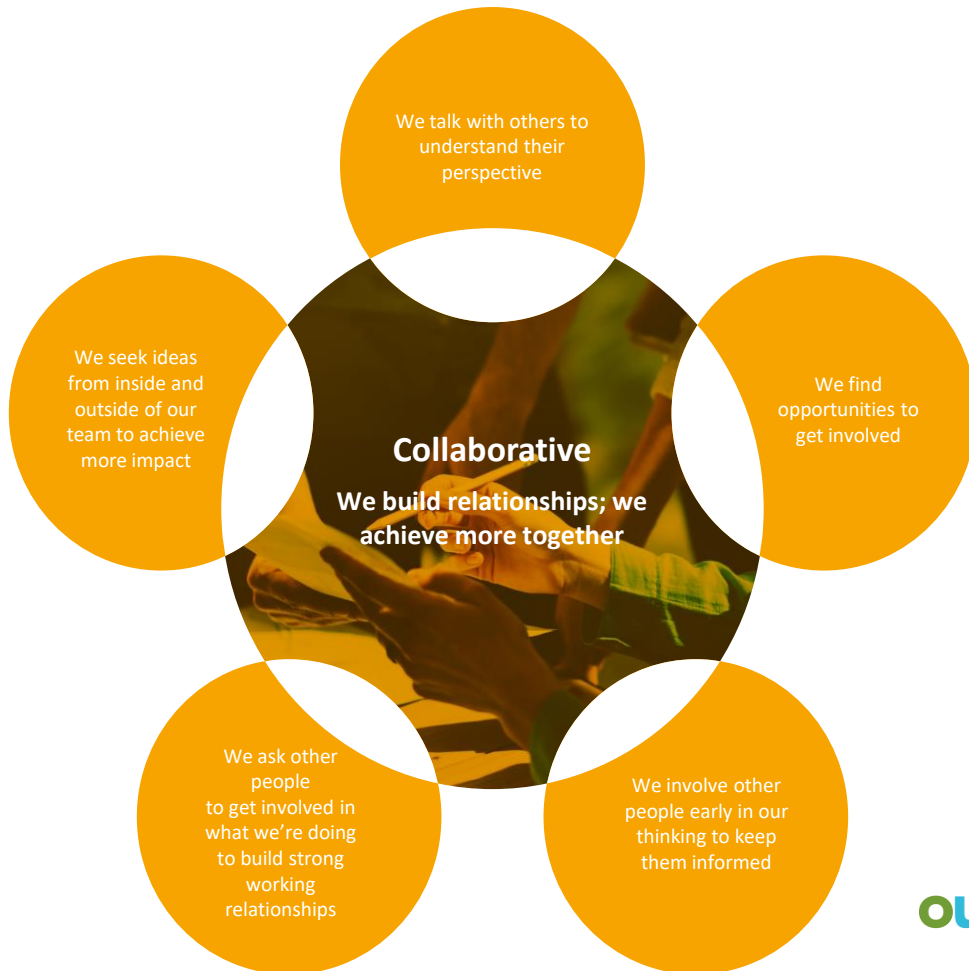 We talk with others to
understand their
perspective
We seek ideas
from inside and
outside of our
team to achieve
more impact
We find
opportunities to
get involved
Collaborative
We build relationships; we
achieve more together
We ask other
people
to get involved in
what we're doing
to build strong
working
relationships
We involve other
people early in our
thinking to keep
them informed